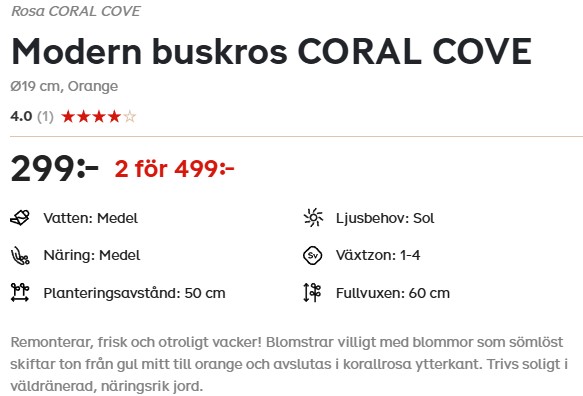 Rosa CORAL COVE
Modern buskros CORAL COVE
Ø19 cm, Orange
4.0 (1) ★★★★☆
299:- 2 för 499:-
Vatten: Medel Ljusbehov: Sol
Näring: Medel Sv Växtzon: 1-4
Planteringsavstånd: 50 cm Fullvuxen: 60 cm
Remonterar, frisk och otroligt vacker! Blomstrar villigt med blommor som sömlöst
skiftar ton från gul mitt till orange och avslutas i korallrosa ytterkant. Trivs soligt i
väldränerad, näringsrik jord.